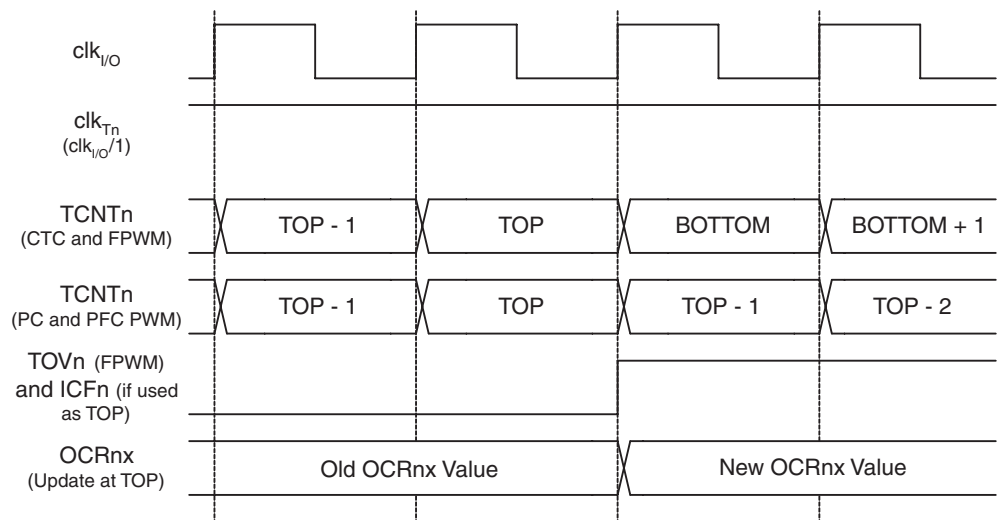 clkI/O
clkTn
(clkI/O/1)
TCNTn
(CTC and FPWM)
TOP - 1 TOP BOTTOM BOTTOM + 1
TCNTn
(PC and PFC PWM)
TOP - 1 TOP TOP - 1 TOP - 2
TOVn (FPWM)
and ICFn (if used
as TOP)
OCRnx
(Update at TOP)
Old OCRnx Value New OCRnx Value